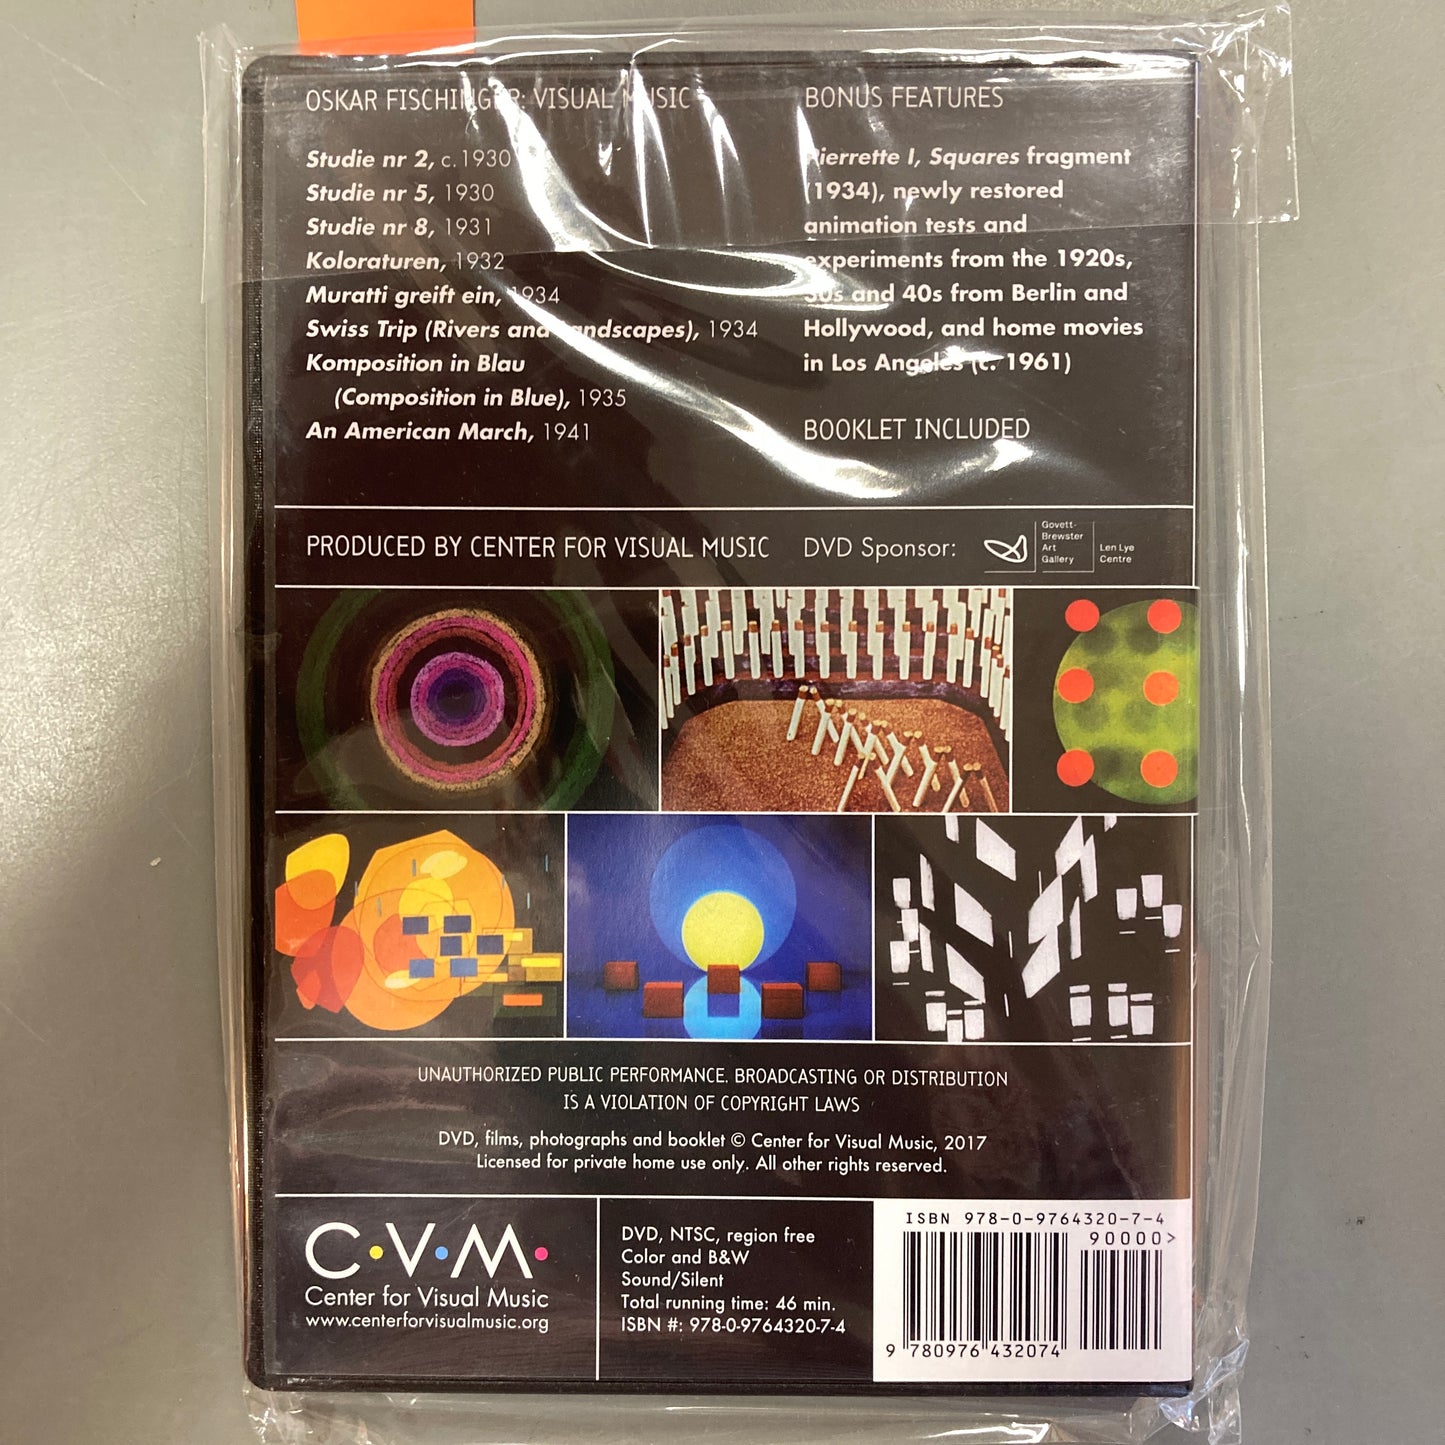 OSKAR FISCHINGER: VISUAL MUSIC
Studie nr 2, c. 1930
Studie nr 5, 1930
Studie nr 8, 1931
Koloraturen, 1932
Muratti greift ein, 1934
Swiss Trip (Rivers and Landscapes), 1934
Komposition in Blau
(Composition in Blue), 1935
An American March, 1941
BONUS FEATURES
Pierrette I, Squares fragment
(1934), newly restored
animation tests and
experiments from the 1920s,
30s and 40s from Berlin and
Hollywood, and home movies
in Los Angeles (c. 1961)
BOOKLET INCLUDED
PRODUCED BY CENTER FOR VISUAL MUSIC
DVD Sponsor:
Govett-
Brewster
Art
Gallery
Len Lye
Centre
UNAUTHORIZED PUBLIC PERFORMANCE, BROADCASTING OR DISTRIBUTION
IS A VIOLATION OF COPYRIGHT LAWS
DVD, films, photographs and booklet © Center for Visual Music, 2017
Licensed for private home use only. All other rights reserved.
C·V·M·
Center for Visual Music
www.centerforvisualmusic.org
DVD, NTSC, region free
Color and B&W
Sound/Silent
Total running time: 46 min.
ISBN #: 978-0-9764320-7-4
ISBN 978-0-9764320-7-4
90000>
9 780976 432074